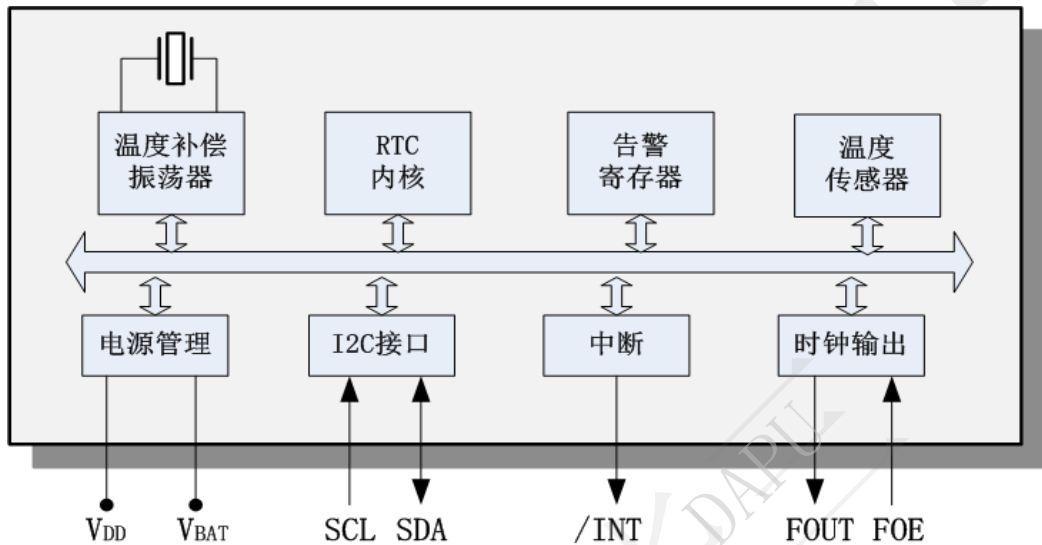 温度补偿
振荡器
RTC
内核
告警
寄存器
温度
传感器
电源管理
I2C接口
中断
时钟输出
VDD
VBAT
SCL
SDA
/INT
FOUT
FOE
DAPU